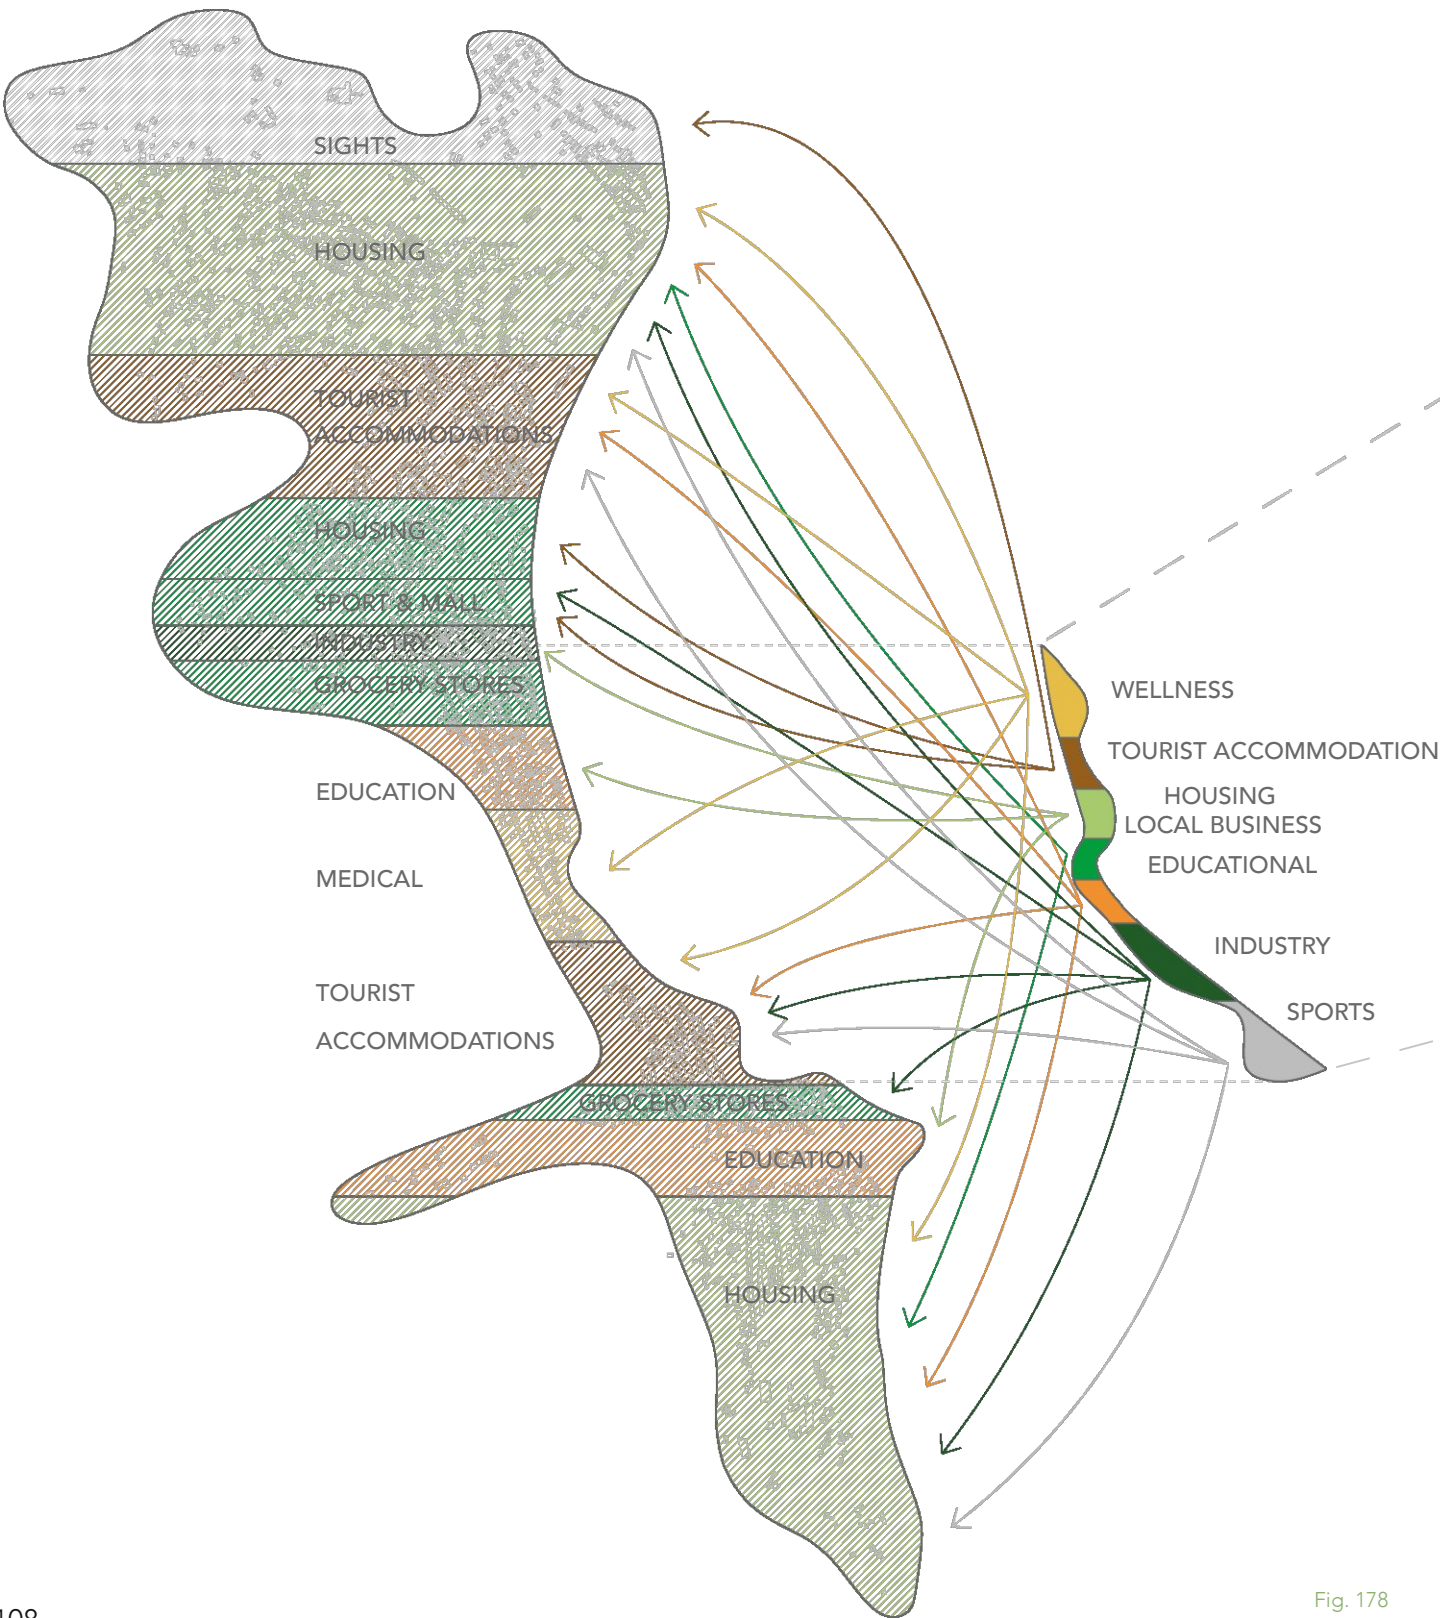 SIGHTS
HOUSING
TOURIST
ACCOMMODATIONS
HOUSING
SPORT & MALL
INDUSTRY
GROCERY STORES
EDUCATION
MEDICAL
TOURIST
ACCOMMODATIONS
GROCERY STORES
EDUCATION
HOUSING
WELLNESS
TOURIST ACCOMMODATION
HOUSING
LOCAL BUSINESS
EDUCATIONAL
INDUSTRY
SPORTS
Fig. 178